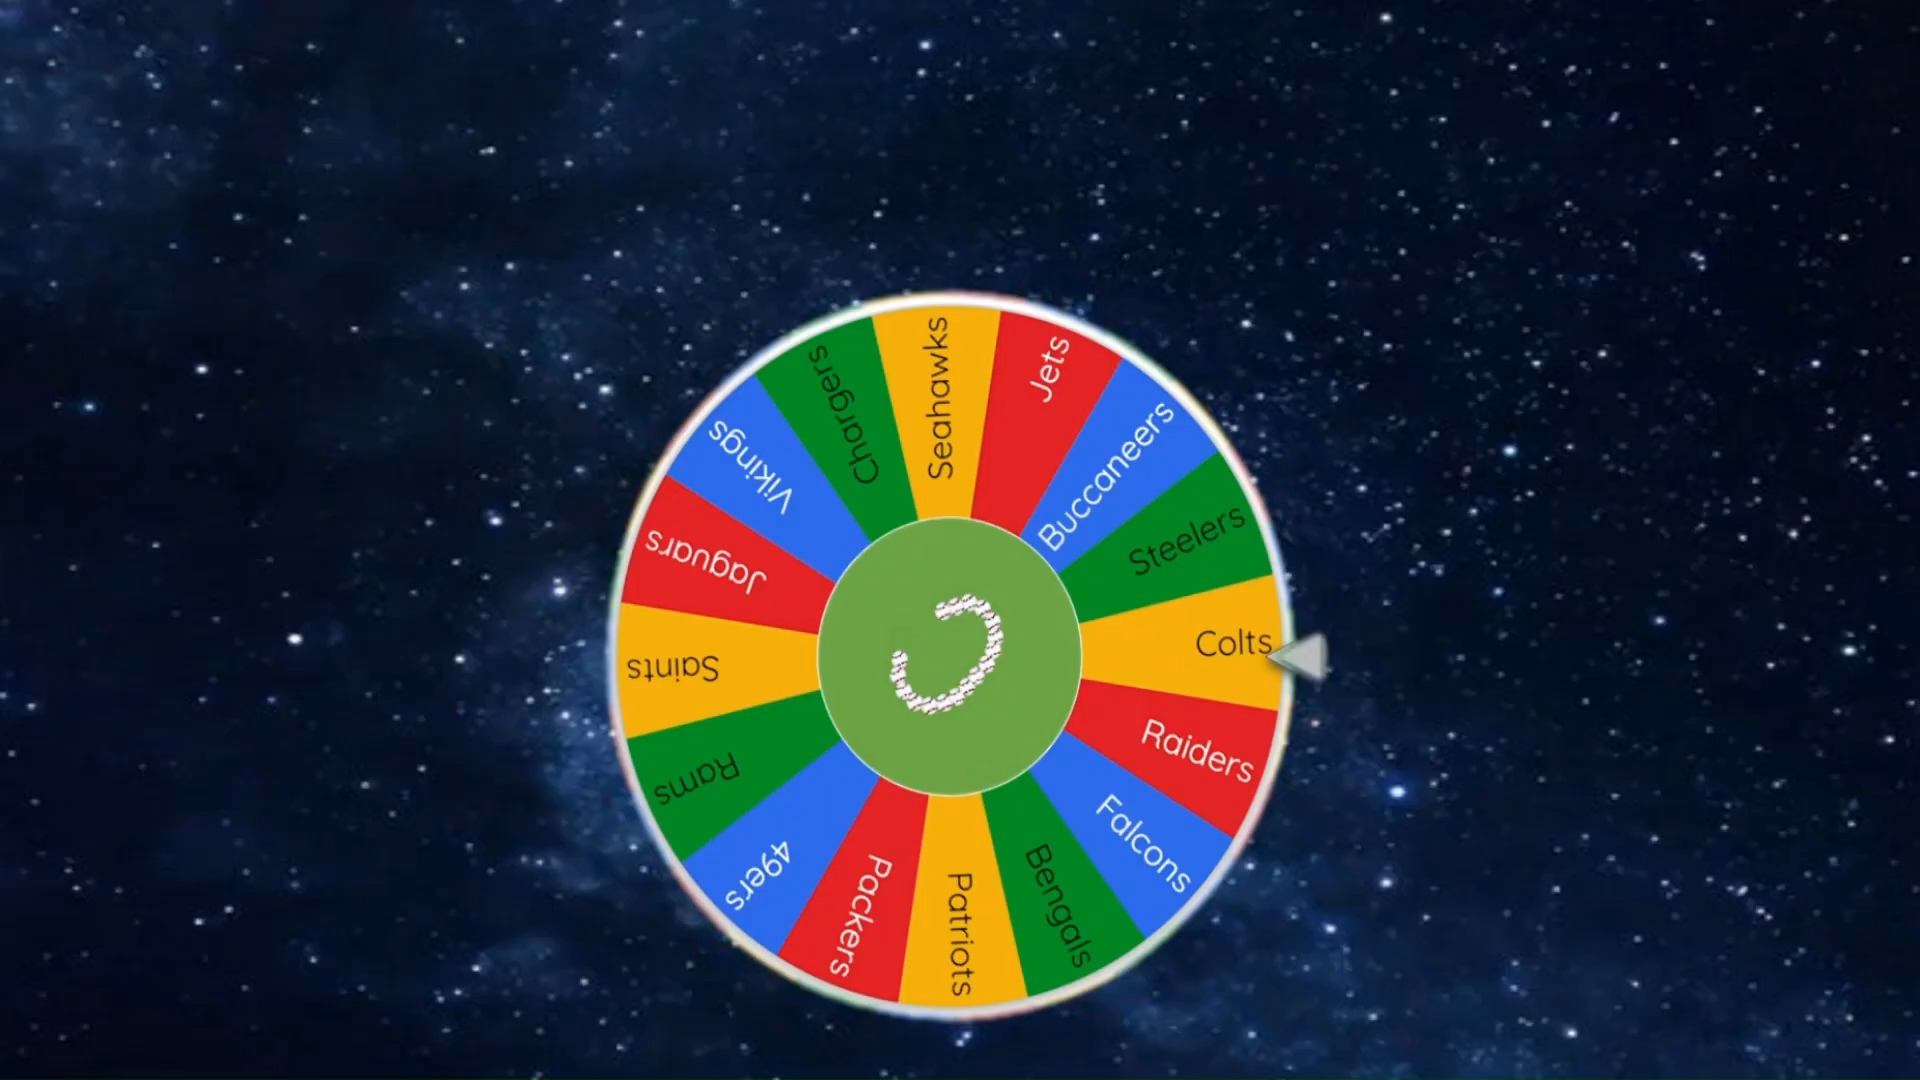 Seahawks
Jets
Buccaneers
Steelers
Colts
Raiders
Falcons
Bengals
Patriots
Packers
49ers
Rams
Saints
Jaguars
Vikings
Chargers